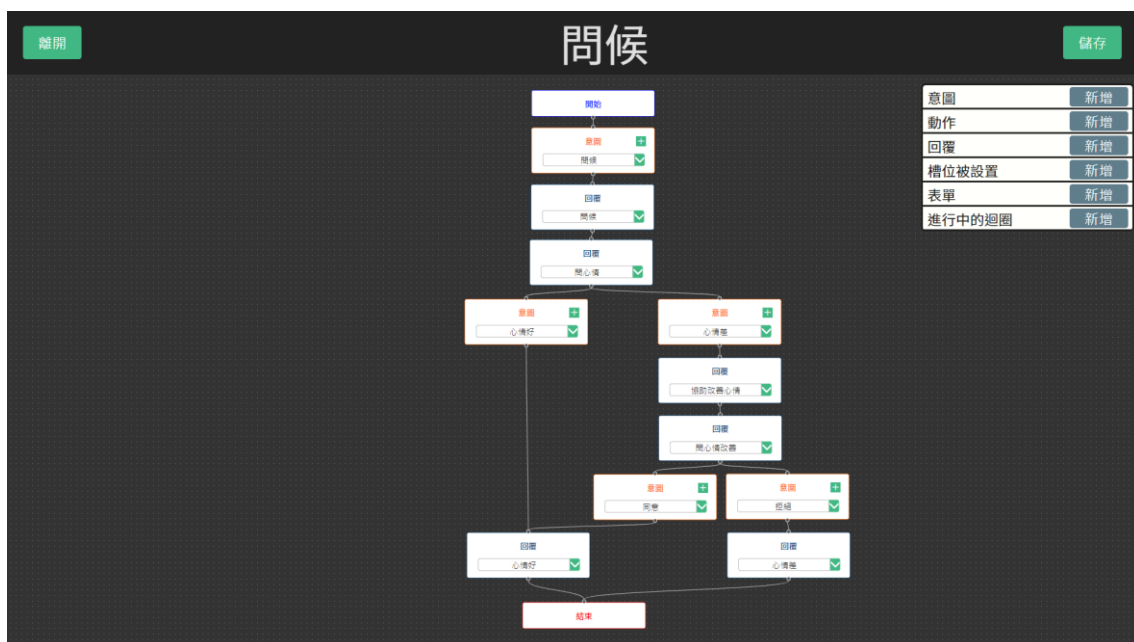 離開
問候
儲存
意圖 新增
動作 新增
回覆 新增
槽位被設置 新增
表單 新增
進行中的迴圈 新增
開始
意圖
問候
回覆
問候
回覆
問心情
意圖
心情好
意圖
心情差
回覆
協助改善心情
回覆
問心情改善
意圖
同意
意圖
拒絕
回覆
心情好
回覆
心情差
結束